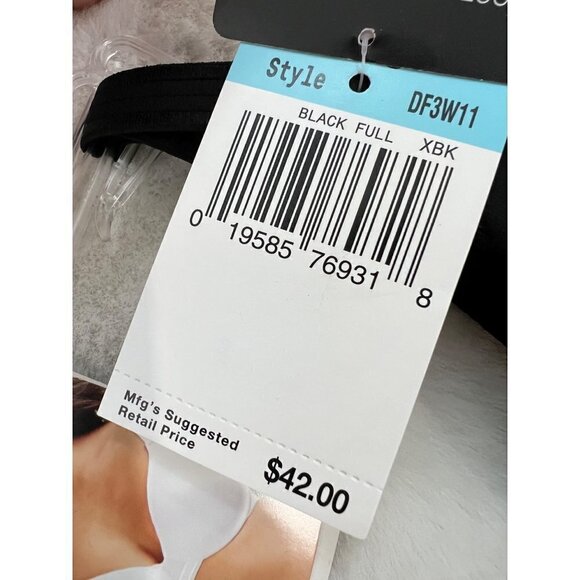 Style DF3W11
BLACK FULL XBK
0 19585 76931 8
Mfg's Suggested
Retail Price
$42.00